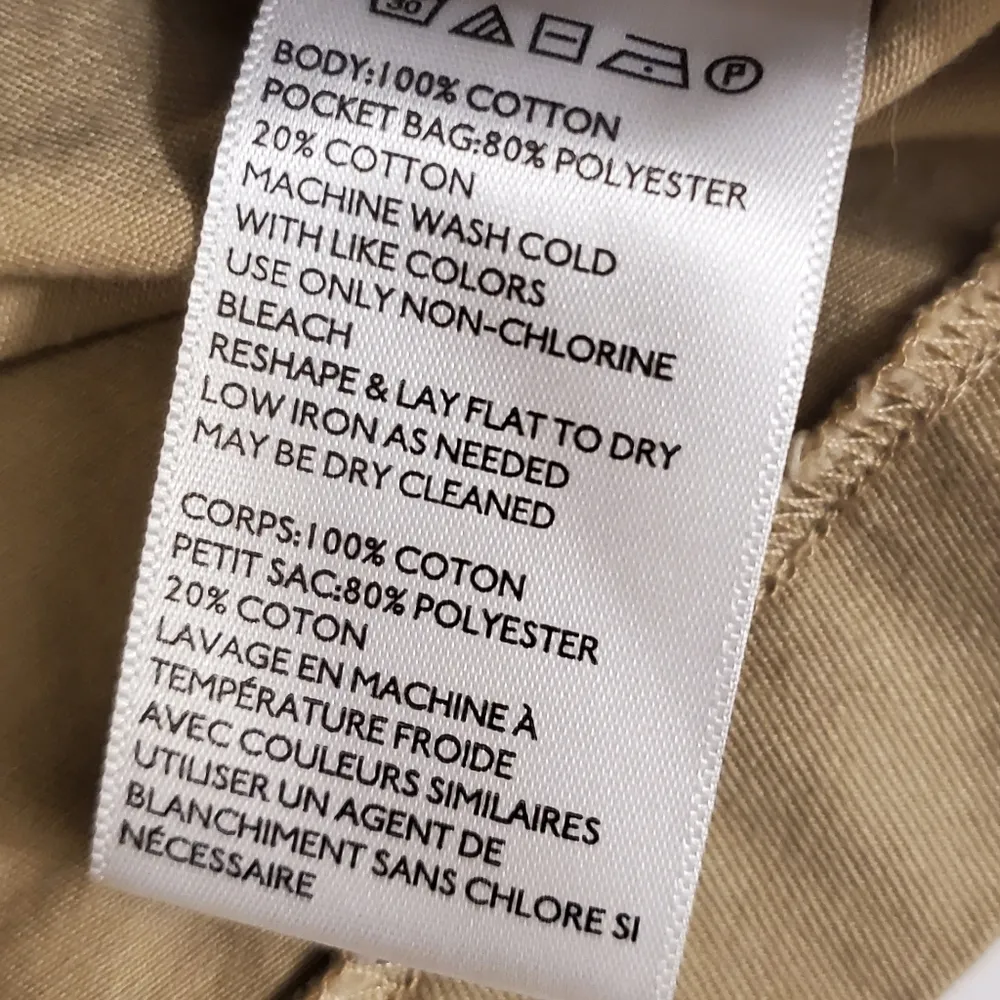 30
P
BODY:100% COTTON
POCKET BAG:80% POLYESTER
20% COTTON
MACHINE WASH COLD
WITH LIKE COLORS
USE ONLY NON-CHLORINE
BLEACH
RESHAPE & LAY FLAT TO DRY
LOW IRON AS NEEDED
MAY BE DRY CLEANED
CORPS:100% COTON
PETIT SAC:80% POLYESTER
20% COTON
LAVAGE EN MACHINE À
TEMPÉRATURE FROIDE
AVEC COULEURS SIMILAIRES
UTILISER UN AGENT DE
BLANCHIMENT SANS CHLORE SI
NÉCESSAIRE